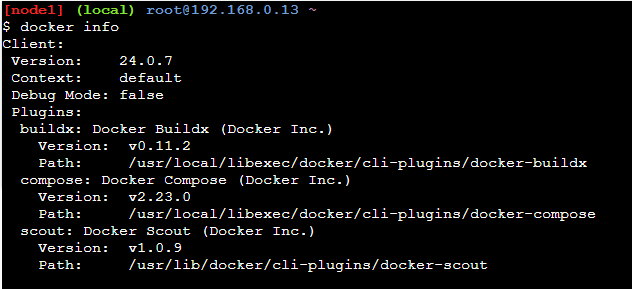 [node1] (local) root@192.168.0.13 ~
$ docker info
Client:
 Version:    24.0.7
 Context:    default
 Debug Mode: false
 Plugins:
  buildx: Docker Buildx (Docker Inc.)
    Version:  v0.11.2
    Path:     /usr/local/libexec/docker/cli-plugins/docker-buildx
  compose: Docker Compose (Docker Inc.)
    Version:  v2.23.0
    Path:     /usr/local/libexec/docker/cli-plugins/docker-compose
  scout: Docker Scout (Docker Inc.)
    Version:  v1.0.9
    Path:     /usr/lib/docker/cli-plugins/docker-scout